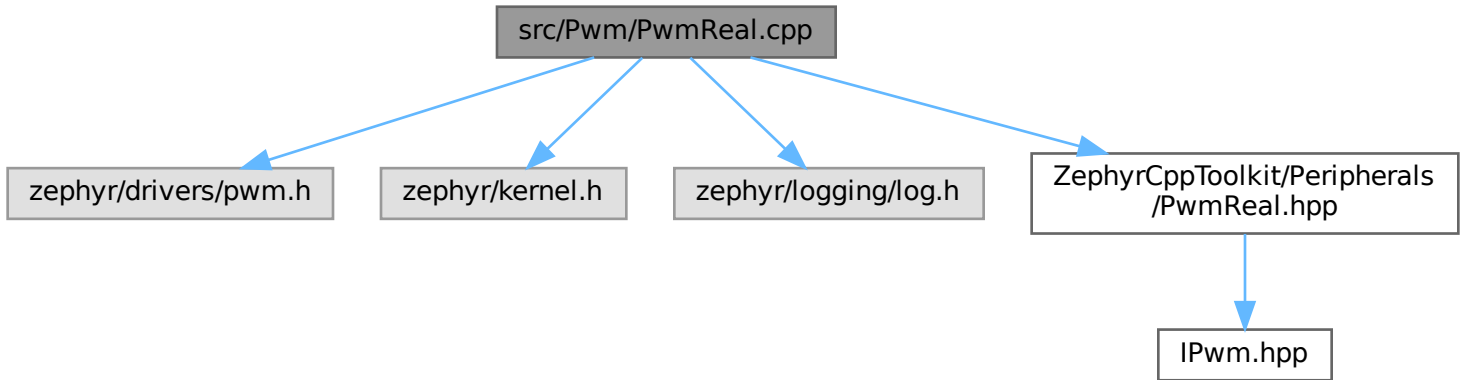 src/Pwm/PwmReal.cpp
zephyr/drivers/pwm.h
zephyr/kernel.h
zephyr/logging/log.h
ZephyrCppToolkit/Peripherals
/PwmReal.hpp
IPwm.hpp